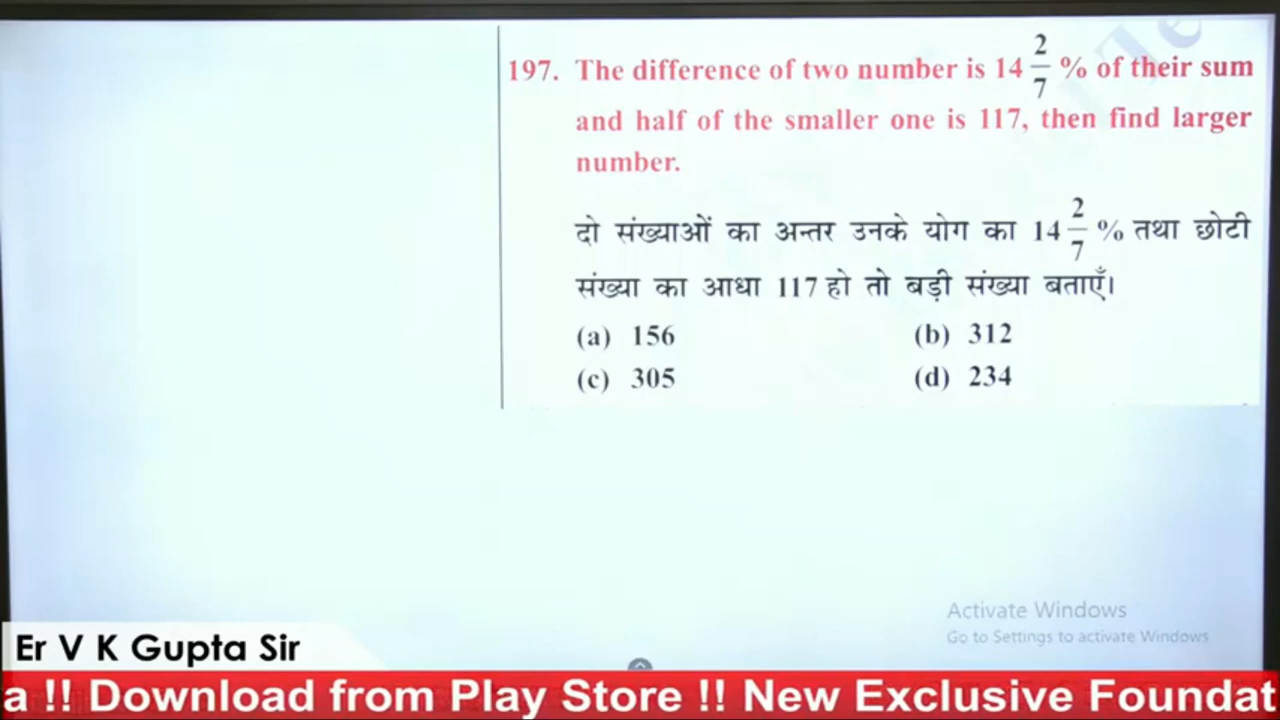 197. The difference of two number is 14 2/7 % of their sum
and half of the smaller one is 117, then find larger
number.
दो संख्याओं का अन्तर उनके योग का 14 2/7 % तथा छोटी
संख्या का आधा 117 हो तो बड़ी संख्या बताएँ।
(a) 156 (b) 312
(c) 305 (d) 234
Activate Windows
Go to Settings to activate Windows
Er V K Gupta Sir
a !! Download from Play Store !! New Exclusive Foundat